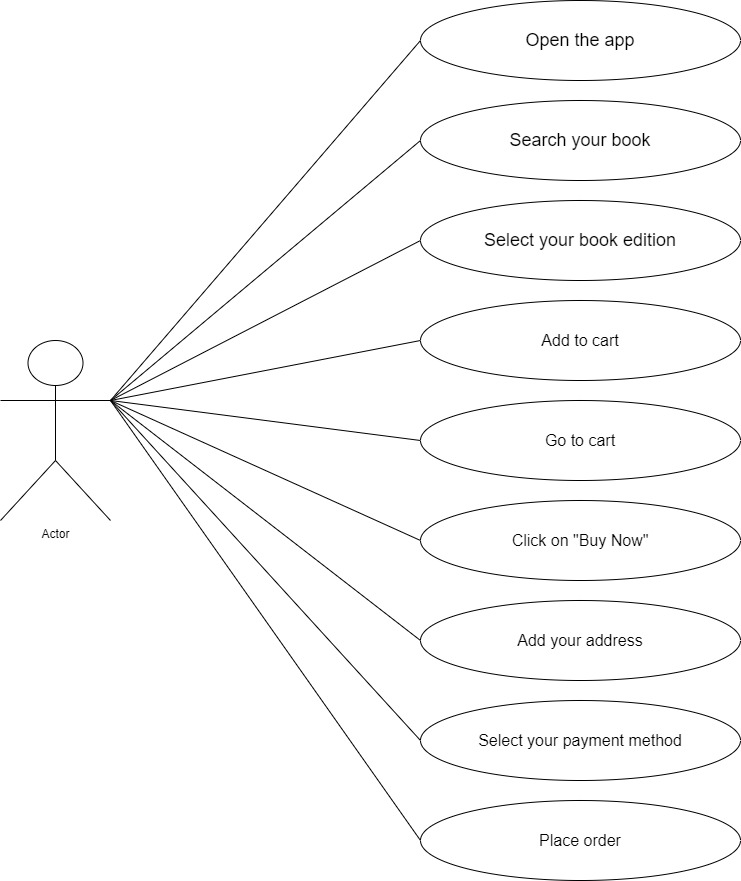 Open the app
Search your book
Select your book edition
Add to cart
Go to cart
Click on "Buy Now"
Actor
Add your address
Select your payment method
Place order